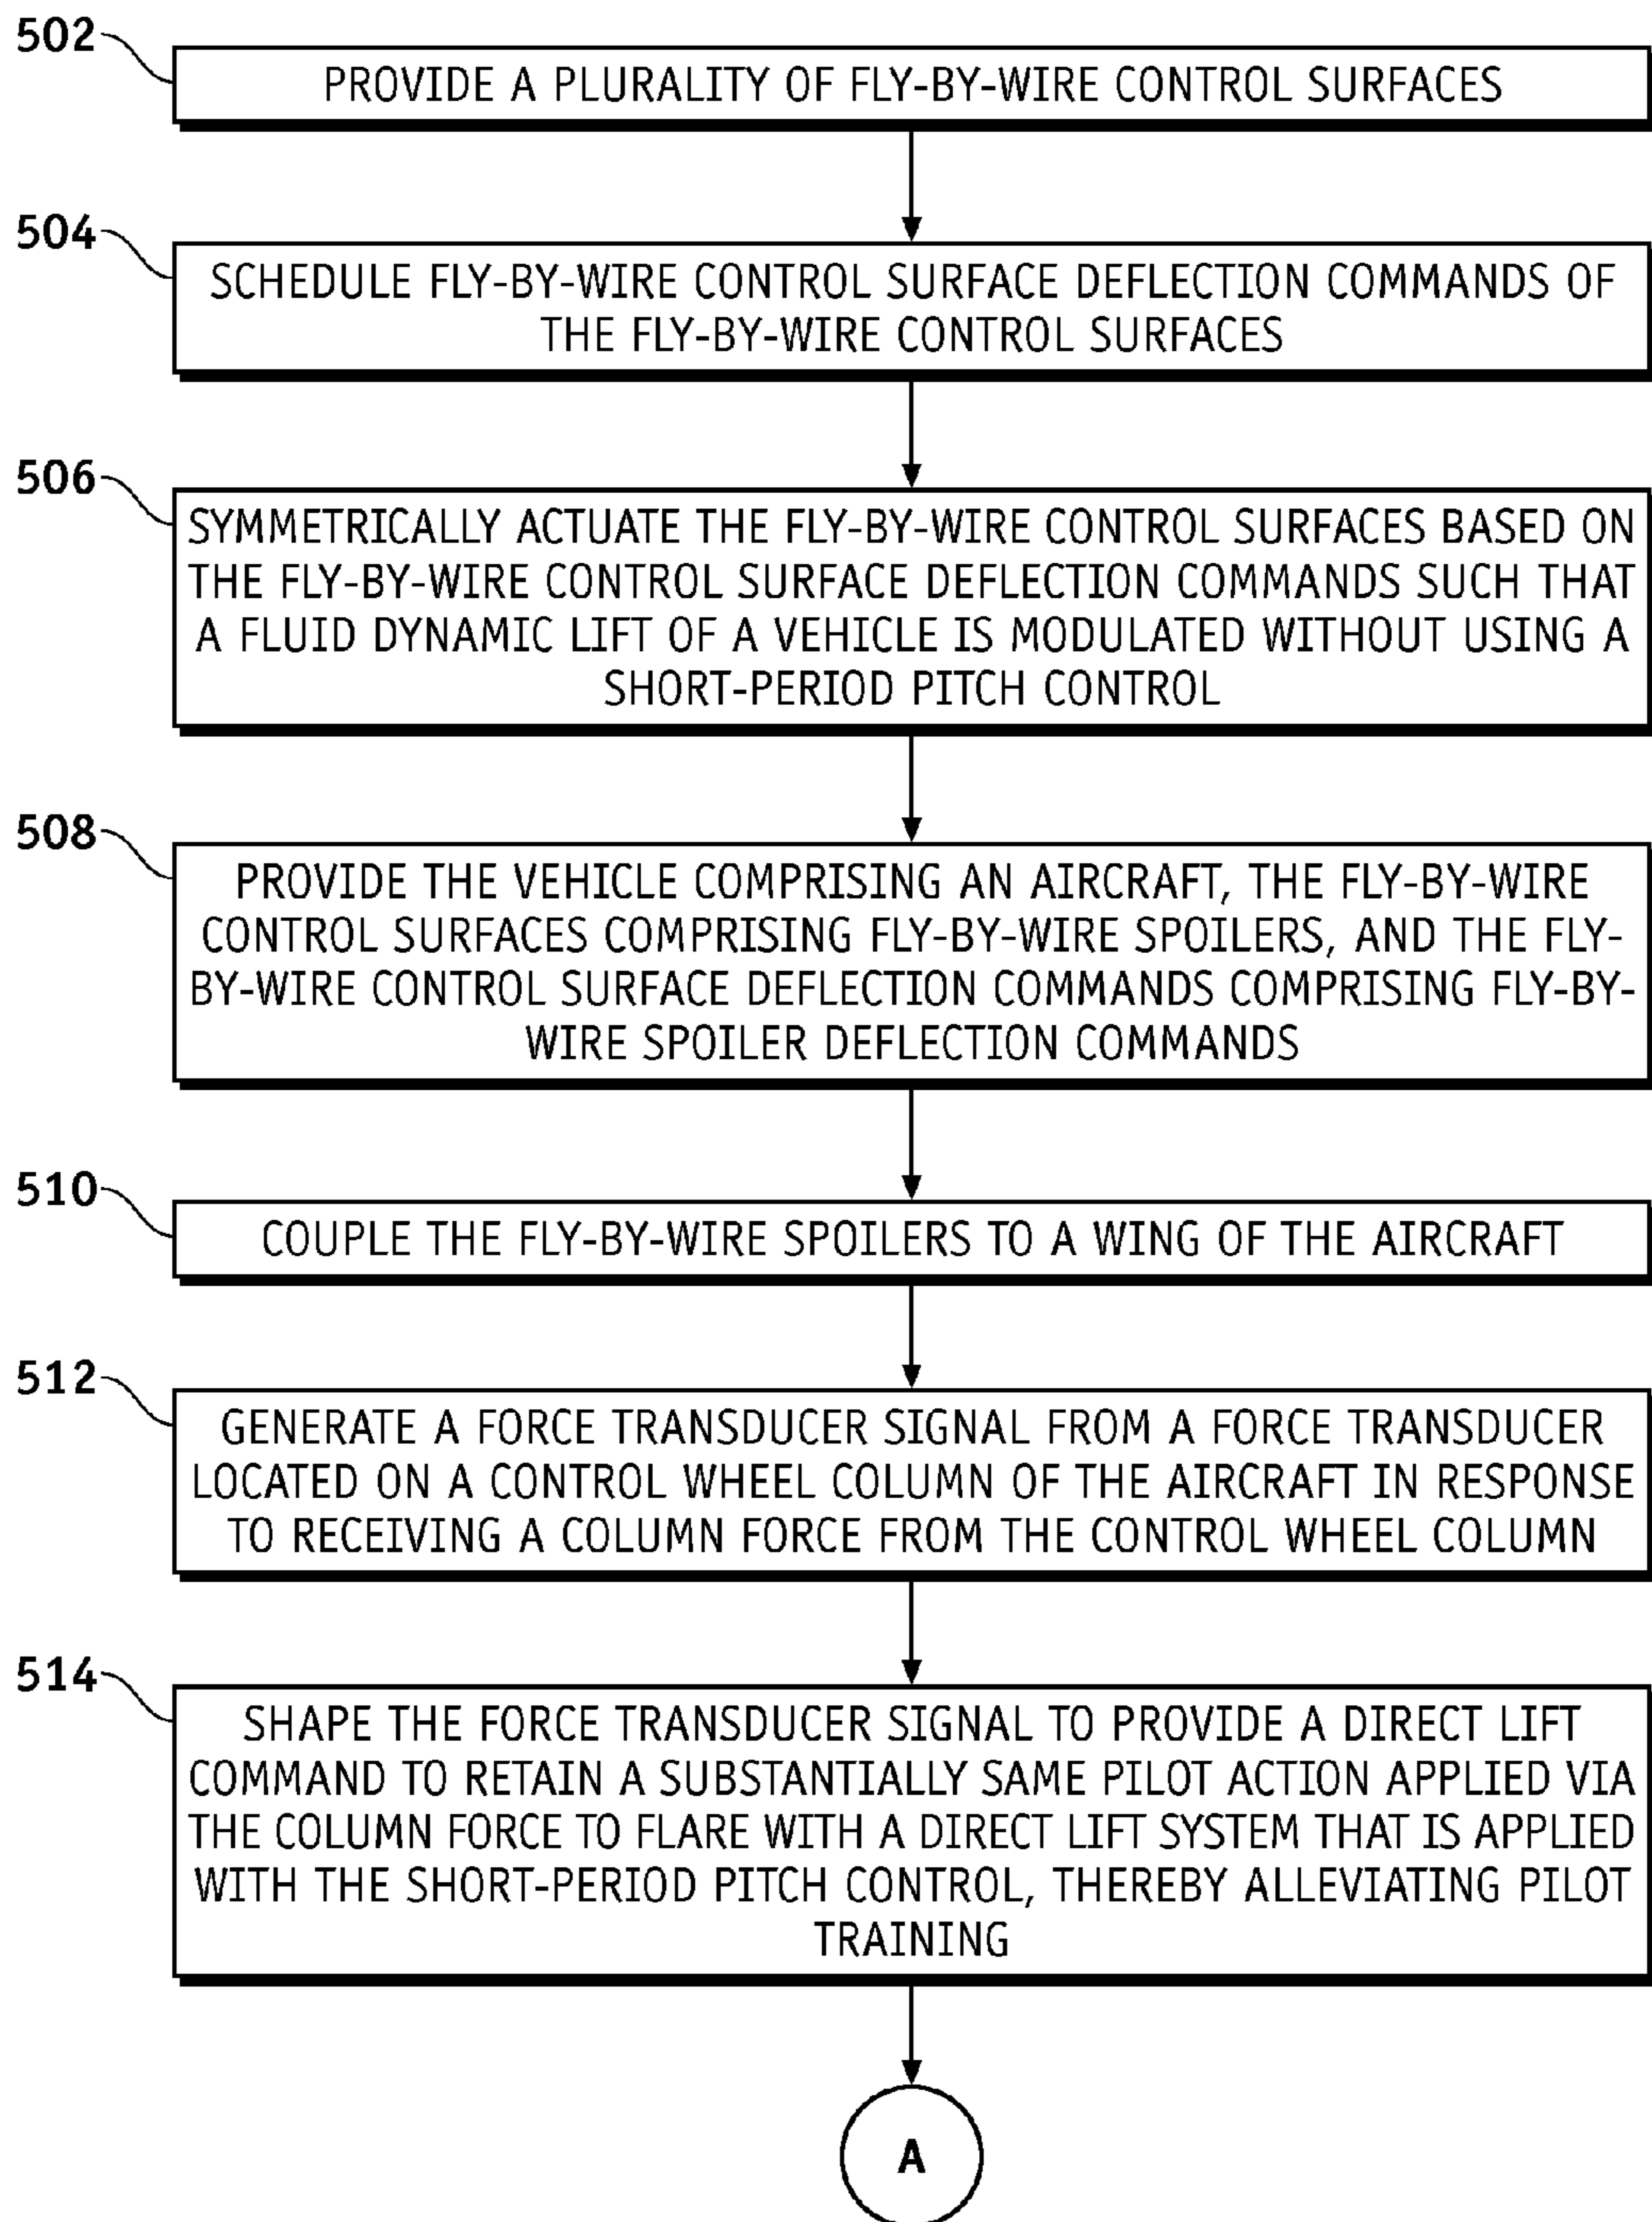 502
PROVIDE A PLURALITY OF FLY-BY-WIRE CONTROL SURFACES
504
SCHEDULE FLY-BY-WIRE CONTROL SURFACE DEFLECTION COMMANDS OF
THE FLY-BY-WIRE CONTROL SURFACES
506
SYMMETRICALLY ACTUATE THE FLY-BY-WIRE CONTROL SURFACES BASED ON
THE FLY-BY-WIRE CONTROL SURFACE DEFLECTION COMMANDS SUCH THAT
A FLUID DYNAMIC LIFT OF A VEHICLE IS MODULATED WITHOUT USING A
SHORT-PERIOD PITCH CONTROL
508
PROVIDE THE VEHICLE COMPRISING AN AIRCRAFT, THE FLY-BY-WIRE
CONTROL SURFACES COMPRISING FLY-BY-WIRE SPOILERS, AND THE FLY-
BY-WIRE CONTROL SURFACE DEFLECTION COMMANDS COMPRISING FLY-BY-
WIRE SPOILER DEFLECTION COMMANDS
510
COUPLE THE FLY-BY-WIRE SPOILERS TO A WING OF THE AIRCRAFT
512
GENERATE A FORCE TRANSDUCER SIGNAL FROM A FORCE TRANSDUCER
LOCATED ON A CONTROL WHEEL COLUMN OF THE AIRCRAFT IN RESPONSE
TO RECEIVING A COLUMN FORCE FROM THE CONTROL WHEEL COLUMN
514
SHAPE THE FORCE TRANSDUCER SIGNAL TO PROVIDE A DIRECT LIFT
COMMAND TO RETAIN A SUBSTANTIALLY SAME PILOT ACTION APPLIED VIA
THE COLUMN FORCE TO FLARE WITH A DIRECT LIFT SYSTEM THAT IS APPLIED
WITH THE SHORT-PERIOD PITCH CONTROL, THEREBY ALLEVIATING PILOT
TRAINING
A